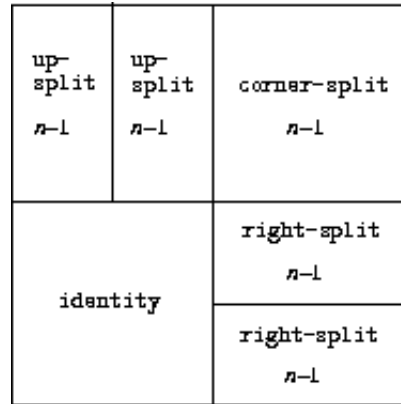 up-
split
n-1
up-
split
n-1
corner-split
n-1
identity
right-split
n-1
right-split
n-1